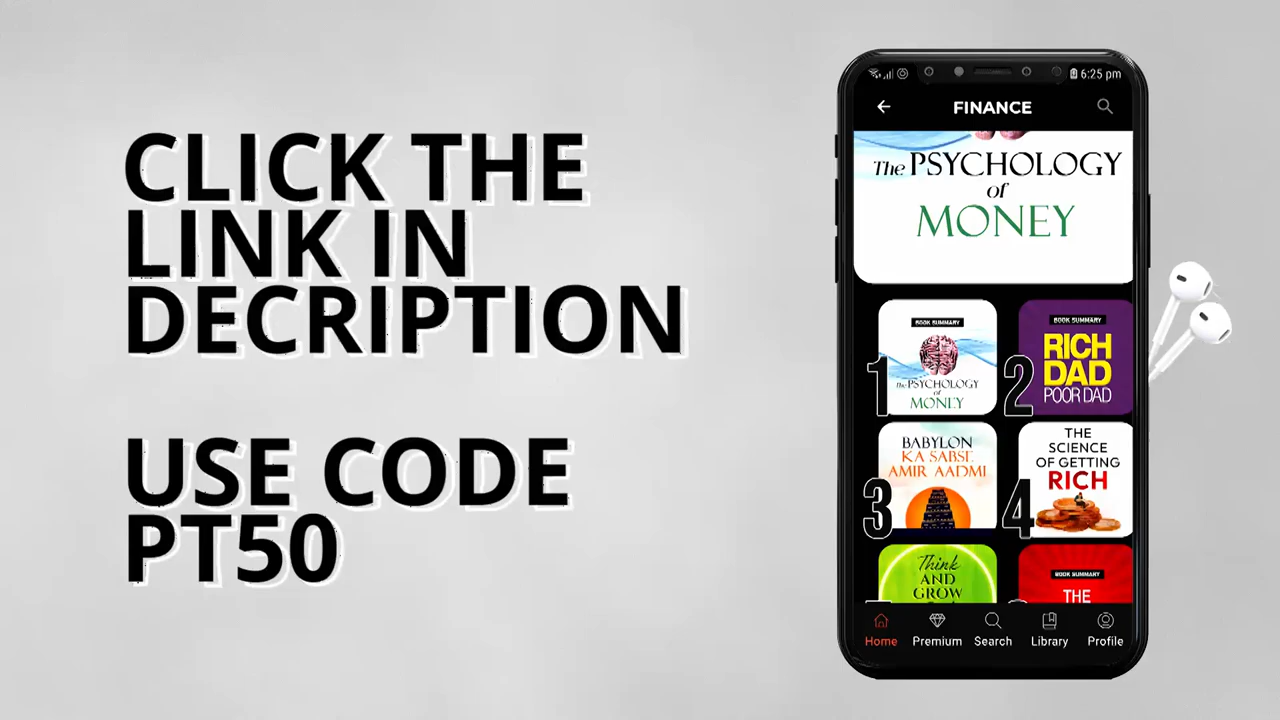 CLICK THE
LINK IN
DECRIPTION
USE CODE
PT50
6:25 pm
FINANCE
The PSYCHOLOGY
of
MONEY
BOOK SUMMARY
The PSYCHOLOGY
of
MONEY
1
BOOK SUMMARY
RICH
DAD
POOR DAD
2
BABYLON
KA SABSE
AMIR AADMI
3
THE
SCIENCE
OF GETTING
RICH
4
Think
AND
GROW
BOOK SUMMARY
THE
Home
Premium
Search
Library
Profile